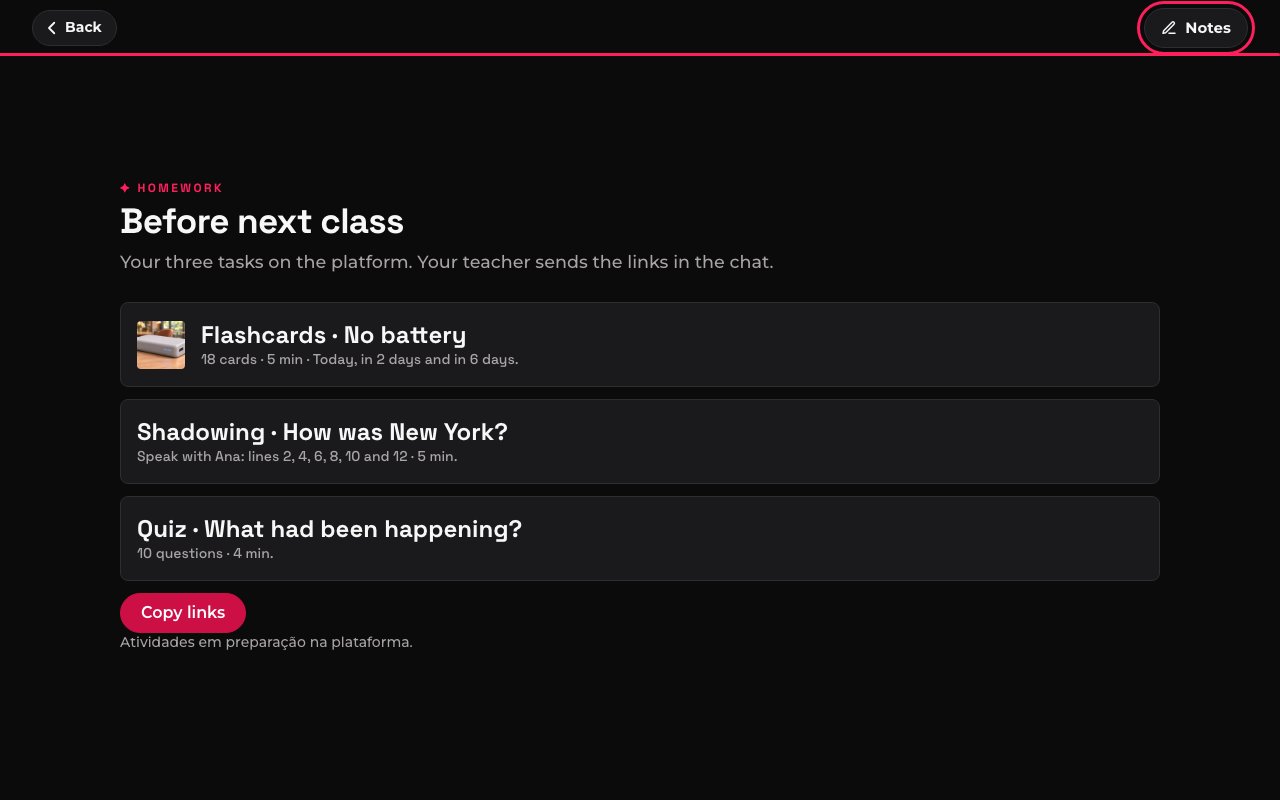 Back
Notes
HOMEWORK
Before next class
Your three tasks on the platform. Your teacher sends the links in the chat.
Flashcards · No battery
18 cards · 5 min · Today, in 2 days and in 6 days.
Shadowing · How was New York?
Speak with Ana: lines 2, 4, 6, 8, 10 and 12 · 5 min.
Quiz · What had been happening?
10 questions · 4 min.
Copy links
Atividades em preparação na plataforma.